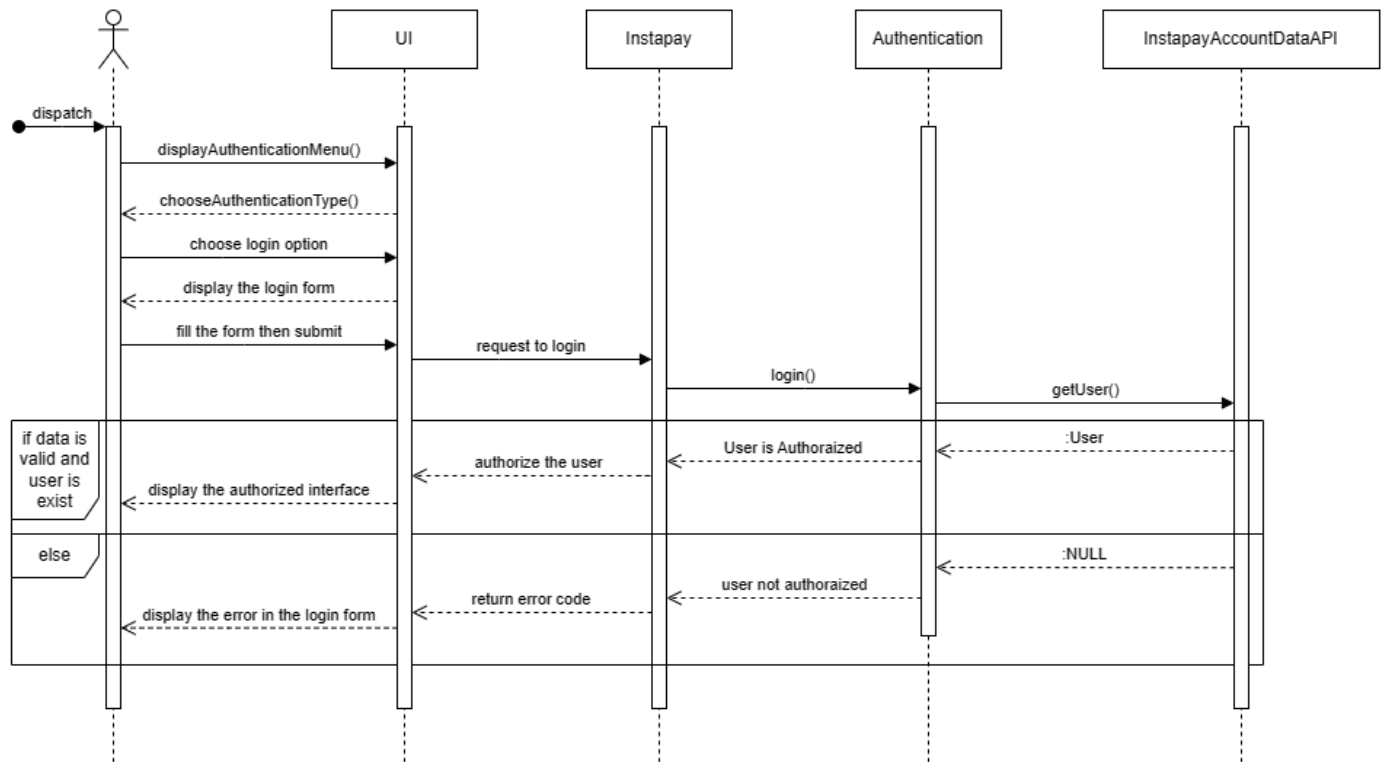 UI
Instapay
Authentication
InstapayAccountDataAPI
dispatch
displayAuthenticationMenu()
chooseAuthenticationType()
choose login option
display the login form
fill the form then submit
request to login
login()
getUser()
if data is
valid and
user is
exist
:User
User is Authoraized
authorize the user
display the authorized interface
else
:NULL
user not authoraized
return error code
display the error in the login form